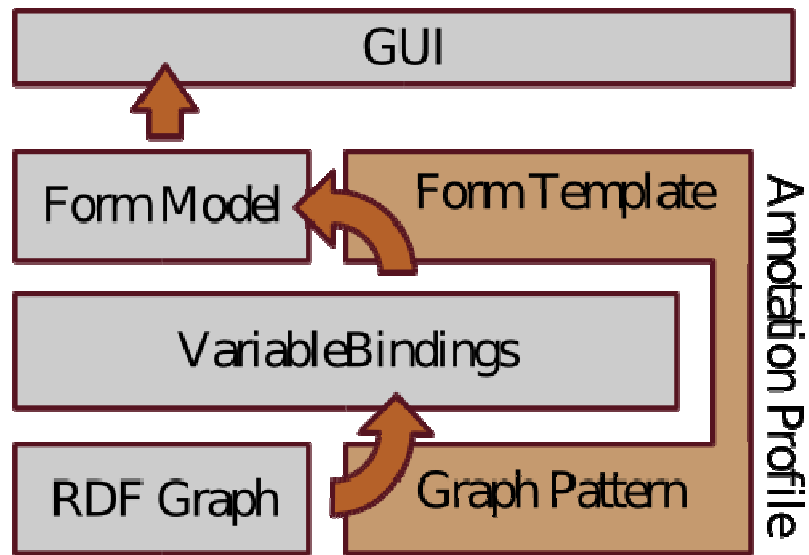 GUI
Form Model
Form Template
VariableBindings
RDF Graph
Graph Pattern
Annotation Profile